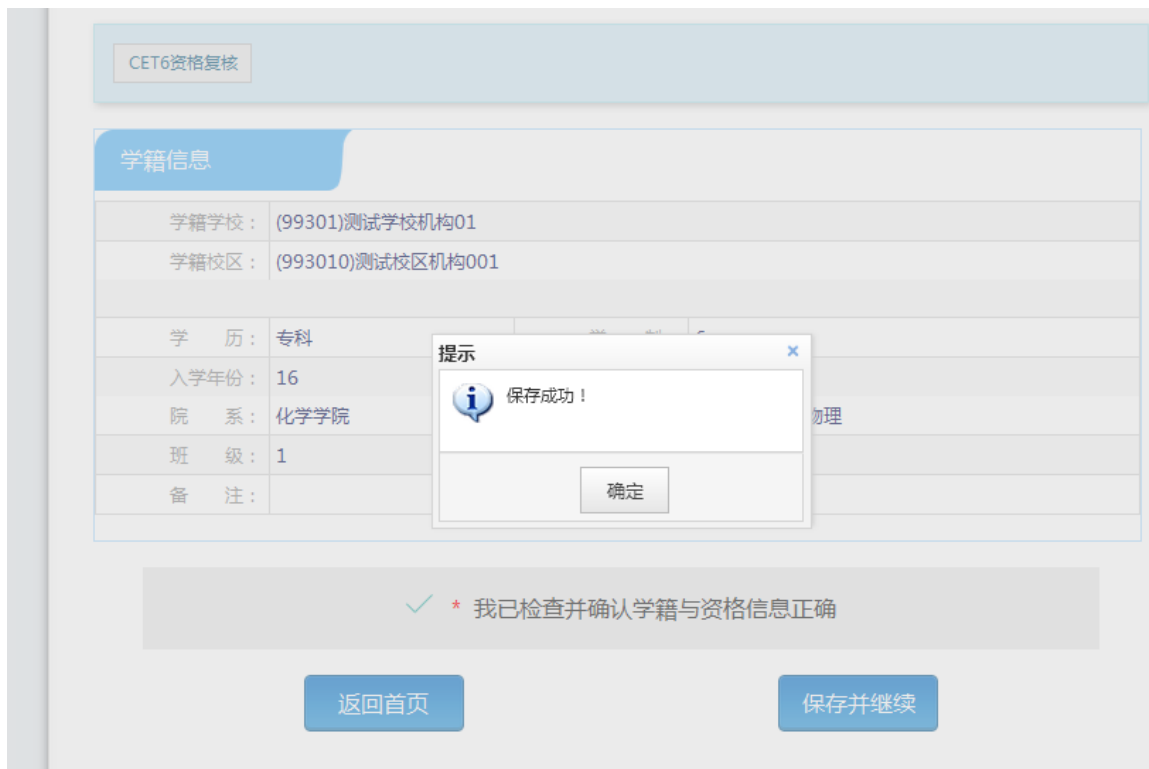 CET6资格复核
学籍信息
学籍学校： (99301)测试学校机构01
学籍校区： (993010)测试校区机构001
学 历： 专科
提示
入学年份： 16
保存成功！
院 系： 化学学院 物理
班 级： 1
确定
备 注：
* 我已检查并确认学籍与资格信息正确
返回首页 保存并继续